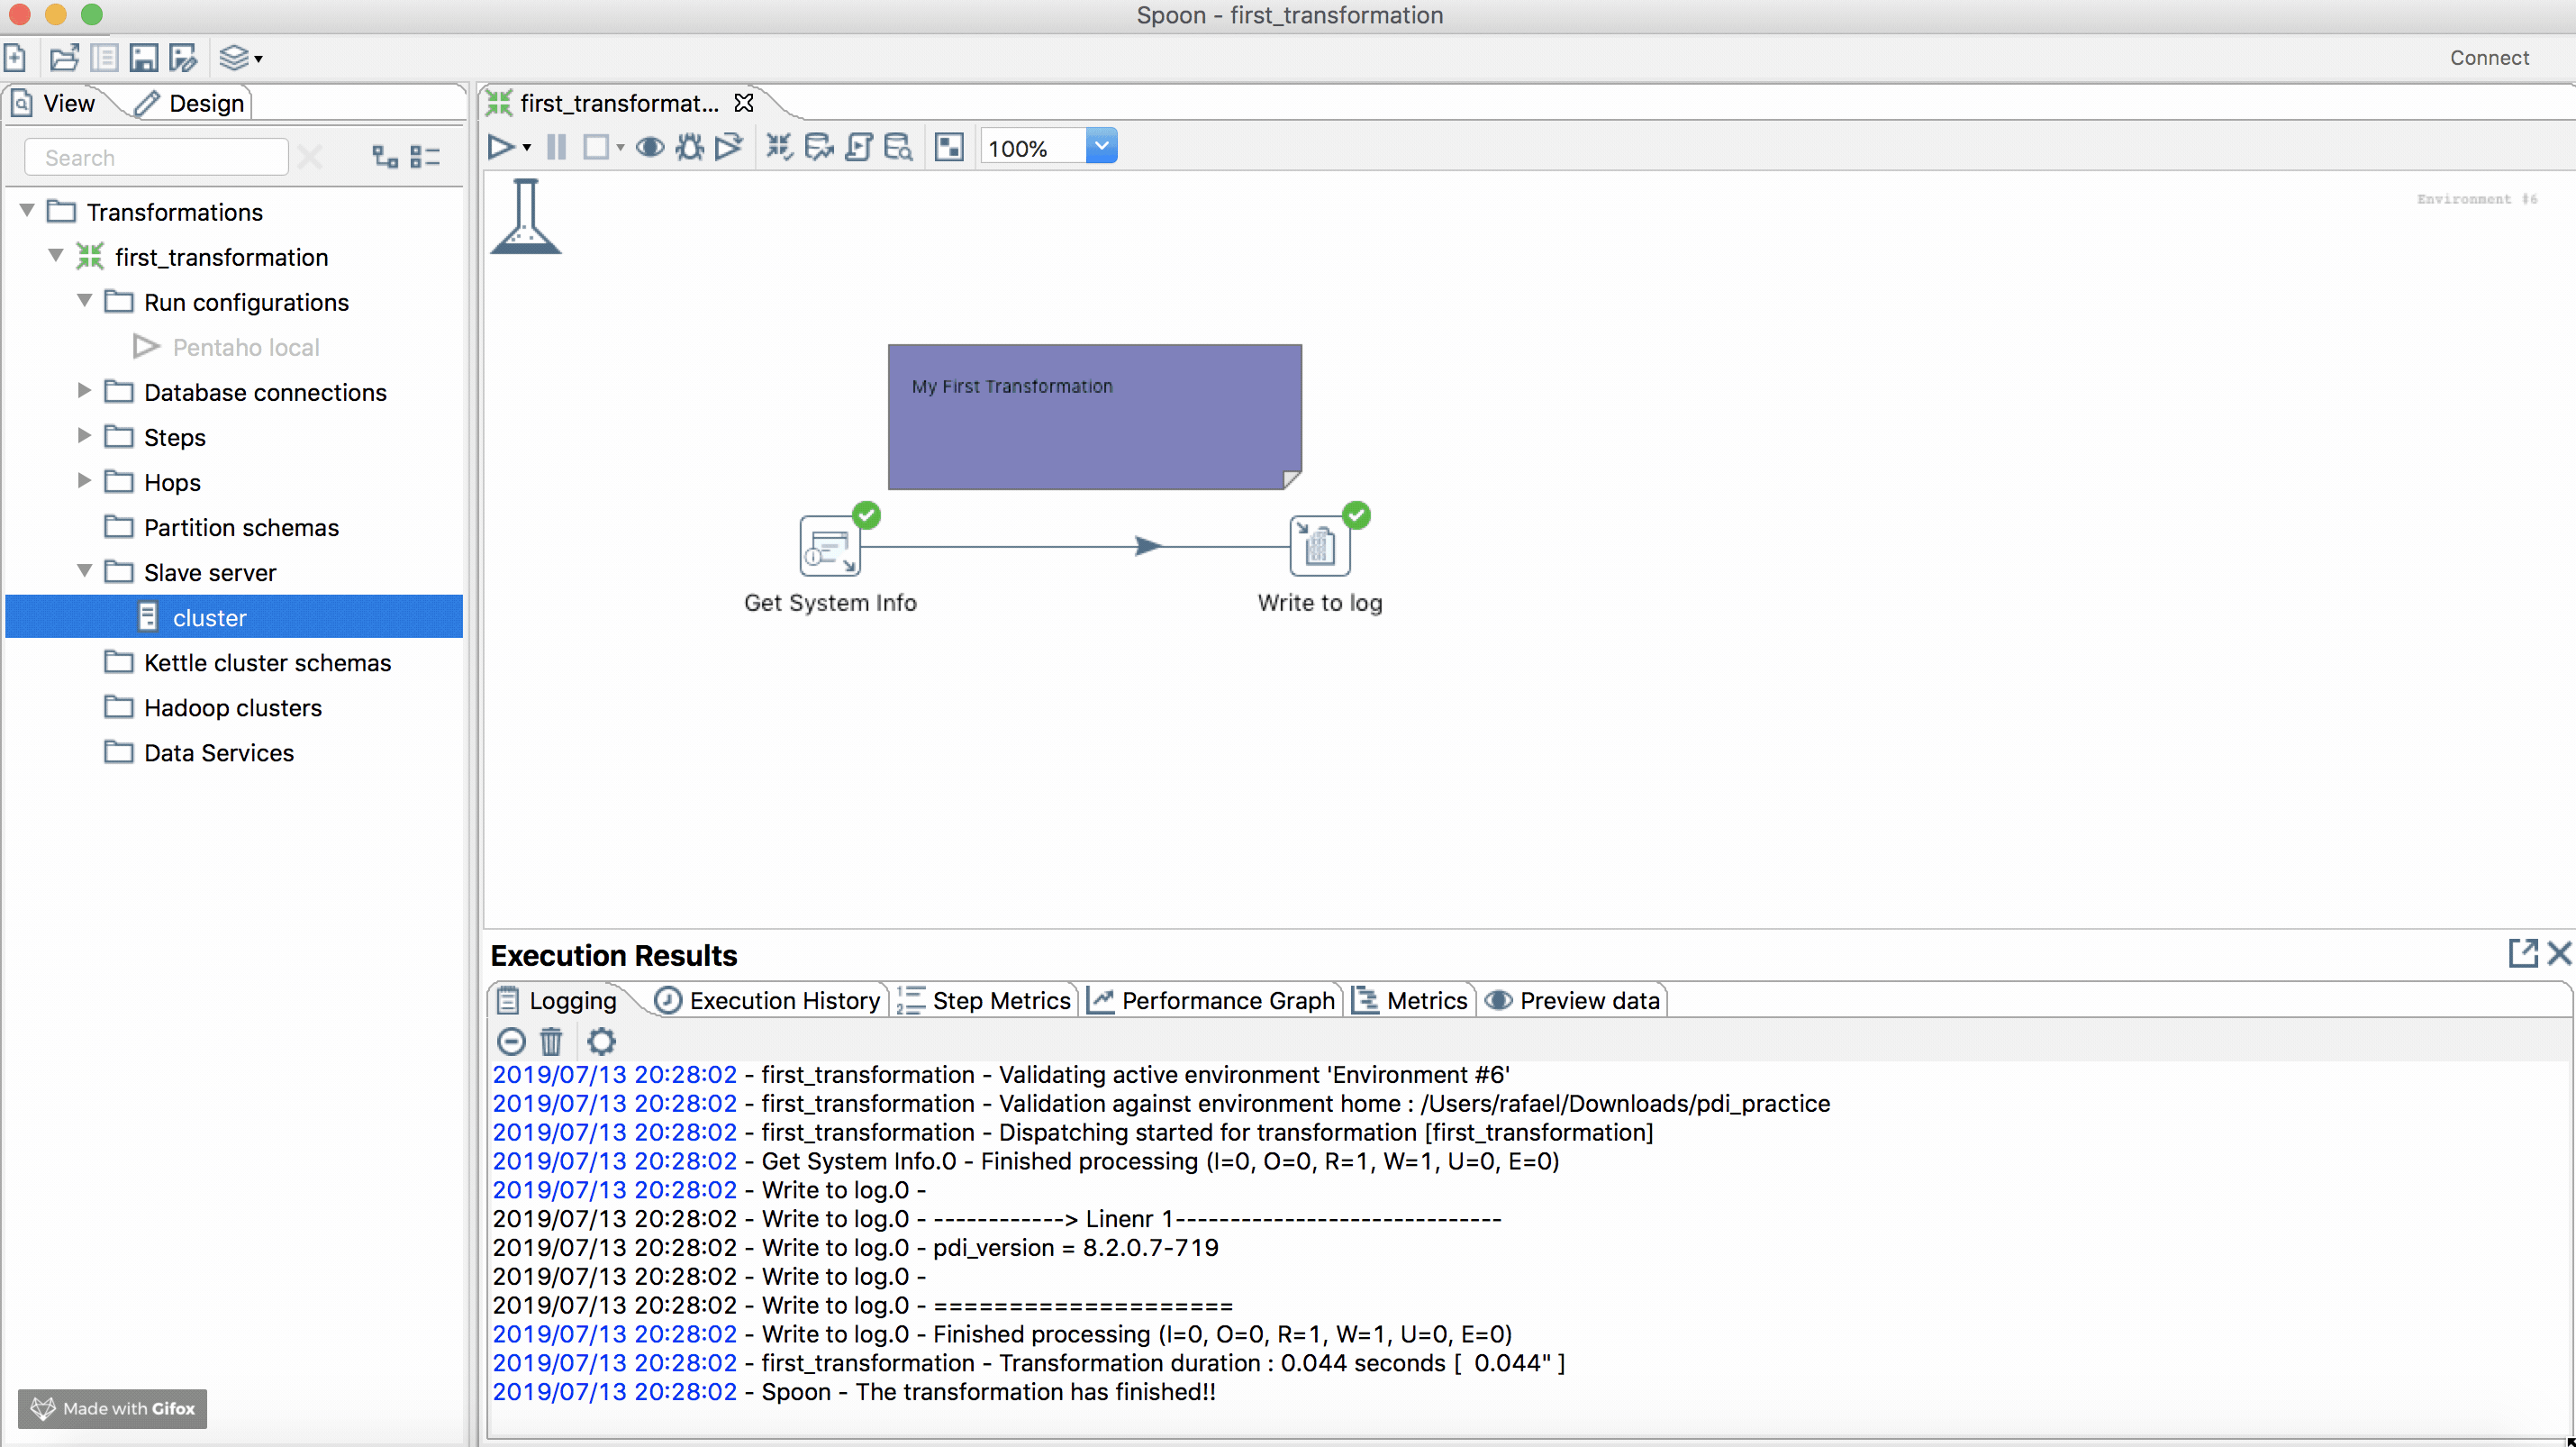 Spoon - first_transformation
Connect
View
Design
first_transformat...
Search
100%
Transformations
first_transformation
Run configurations
Pentaho local
Database connections
Steps
Hops
Partition schemas
Slave server
cluster
Kettle cluster schemas
Hadoop clusters
Data Services
Environment #6
My First Transformation
Get System Info
Write to log
Execution Results
Logging
Execution History
Step Metrics
Performance Graph
Metrics
Preview data
2019/07/13 20:28:02 - first_transformation - Validating active environment 'Environment #6'
2019/07/13 20:28:02 - first_transformation - Validation against environment home : /Users/rafael/Downloads/pdi_practice
2019/07/13 20:28:02 - first_transformation - Dispatching started for transformation [first_transformation]
2019/07/13 20:28:02 - Get System Info.0 - Finished processing (I=0, O=0, R=1, W=1, U=0, E=0)
2019/07/13 20:28:02 - Write to log.0 -
2019/07/13 20:28:02 - Write to log.0 - ------------> Linenr 1------------------------------
2019/07/13 20:28:02 - Write to log.0 - pdi_version = 8.2.0.7-719
2019/07/13 20:28:02 - Write to log.0 -
2019/07/13 20:28:02 - Write to log.0 - ====================
2019/07/13 20:28:02 - Write to log.0 - Finished processing (I=0, O=0, R=1, W=1, U=0, E=0)
2019/07/13 20:28:02 - first_transformation - Transformation duration : 0.044 seconds [  0.044" ]
2019/07/13 20:28:02 - Spoon - The transformation has finished!!
Made with Gifox